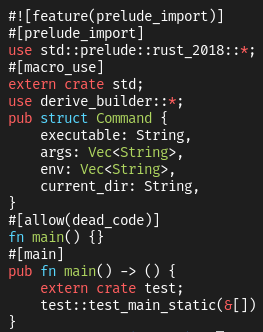 #![feature(prelude_import)]
#[prelude_import]
use std::prelude::rust_2018::*;
#[macro_use]
extern crate std;
use derive_builder::*;
pub struct Command {
    executable: String,
    args: Vec<String>,
    env: Vec<String>,
    current_dir: String,
}
#[allow(dead_code)]
fn main() {}
#[main]
pub fn main() -> () {
    extern crate test;
    test::test_main_static(&[])
}